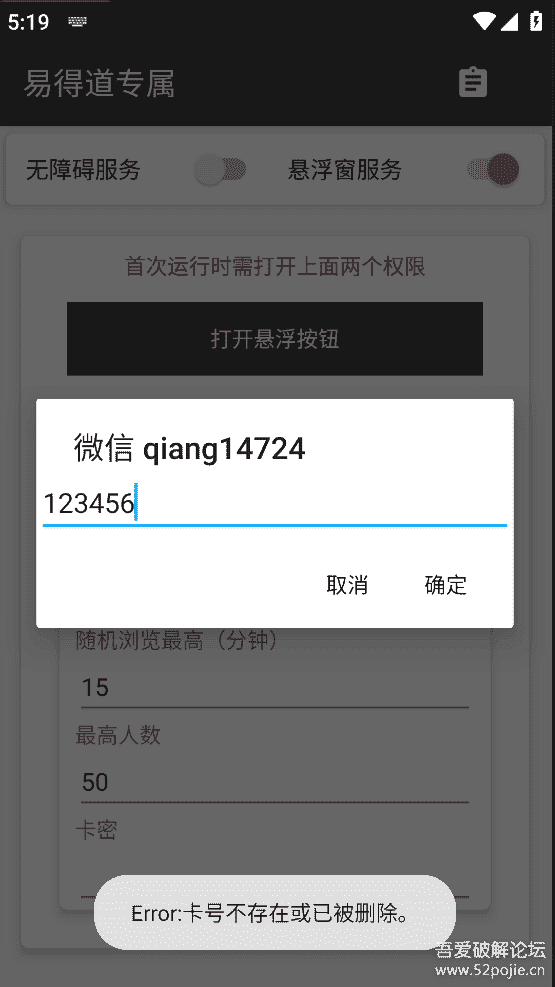 5:19
易得道专属
无障碍服务 悬浮窗服务
首次运行时需打开上面两个权限
打开悬浮按钮
微信 qiang14724
123456
取消 确定
随机浏览最高（分钟）
15
最高人数
50
卡密
Error:卡号不存在或已被删除。
吾爱破解论坛
www.52pojie.cn